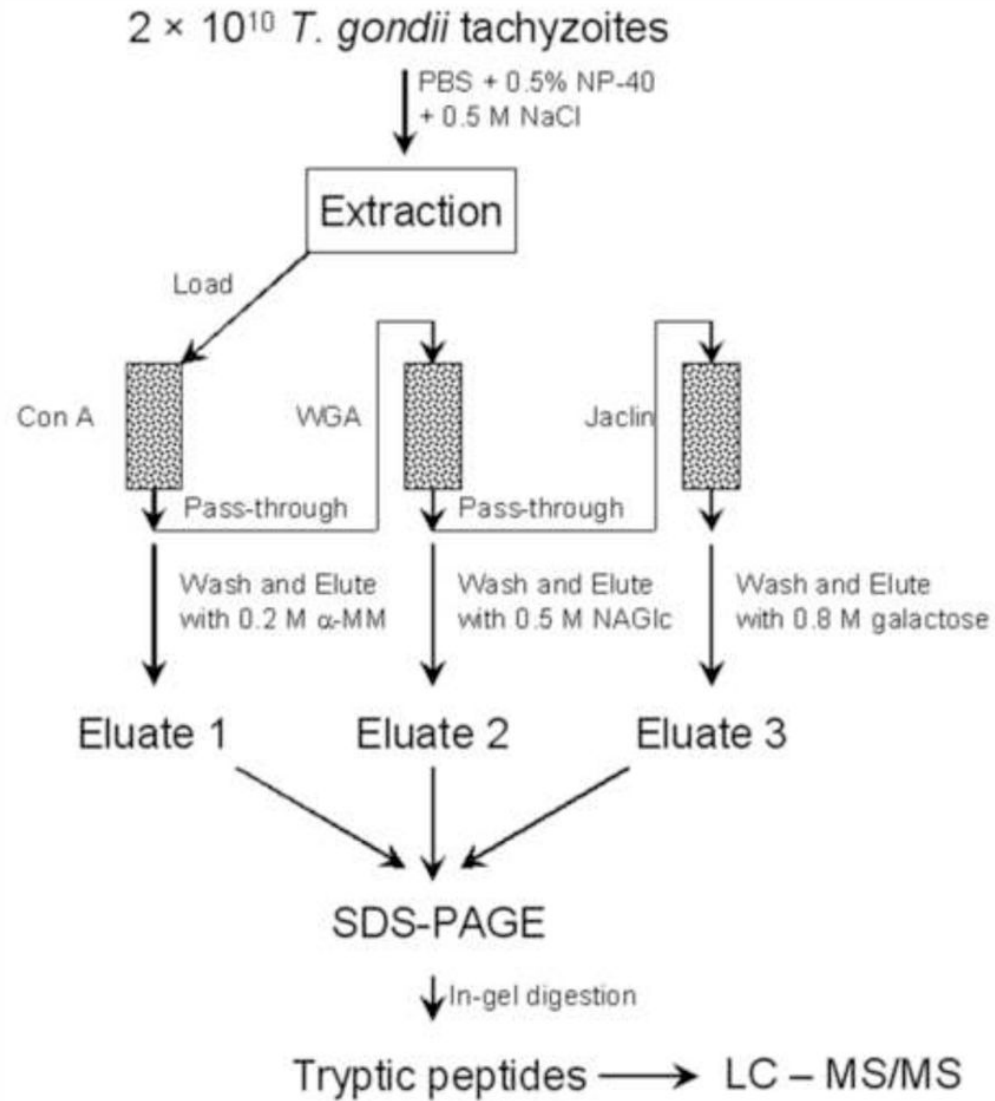 2 × 10¹⁰ T. gondii tachyzoites
PBS + 0.5% NP-40
+ 0.5 M NaCl
Extraction
Load
Con A
WGA
Jaclin
Pass-through
Pass-through
Wash and Elute
with 0.2 M α-MM
Wash and Elute
with 0.5 M NAGlc
Wash and Elute
with 0.8 M galactose
Eluate 1
Eluate 2
Eluate 3
SDS-PAGE
In-gel digestion
Tryptic peptides
LC – MS/MS